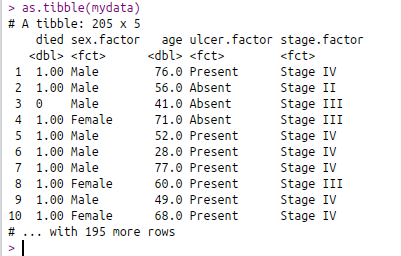 > as.tibble(mydata)
# A tibble: 205 x 5
    died sex.factor   age ulcer.factor stage.factor
   <dbl> <fct>      <dbl> <fct>        <fct>
 1  1.00 Male        76.0 Present      Stage IV
 2  1.00 Male        56.0 Absent       Stage II
 3  0    Male        41.0 Absent       Stage III
 4  1.00 Female      71.0 Absent       Stage III
 5  1.00 Male        52.0 Present      Stage IV
 6  1.00 Male        28.0 Present      Stage IV
 7  1.00 Male        77.0 Present      Stage IV
 8  1.00 Female      60.0 Present      Stage III
 9  1.00 Male        49.0 Present      Stage IV
10  1.00 Female      68.0 Present      Stage IV
# ... with 195 more rows
>